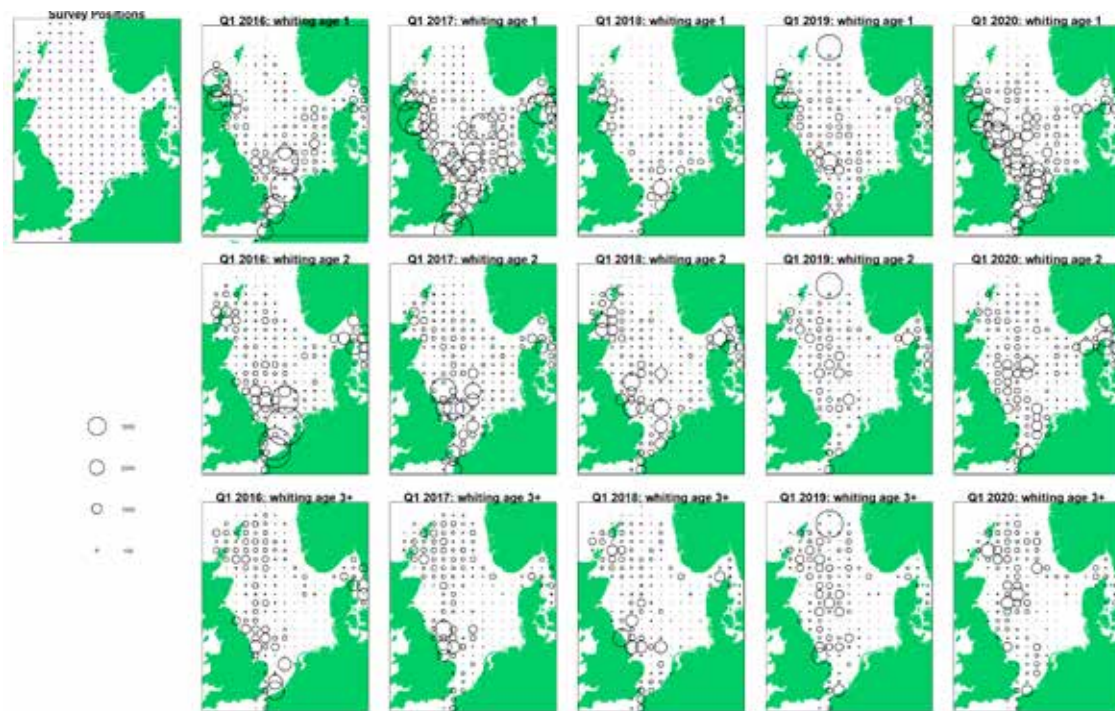 Survey Positions
Q1 2016: whiting age 1
Q1 2017: whiting age 1
Q1 2018: whiting age 1
Q1 2019: whiting age 1
Q1 2020: whiting age 1
Q1 2016: whiting age 2
Q1 2017: whiting age 2
Q1 2018: whiting age 2
Q1 2019: whiting age 2
Q1 2020: whiting age 2
Q1 2016: whiting age 3+
Q1 2017: whiting age 3+
Q1 2018: whiting age 3+
Q1 2019: whiting age 3+
Q1 2020: whiting age 3+